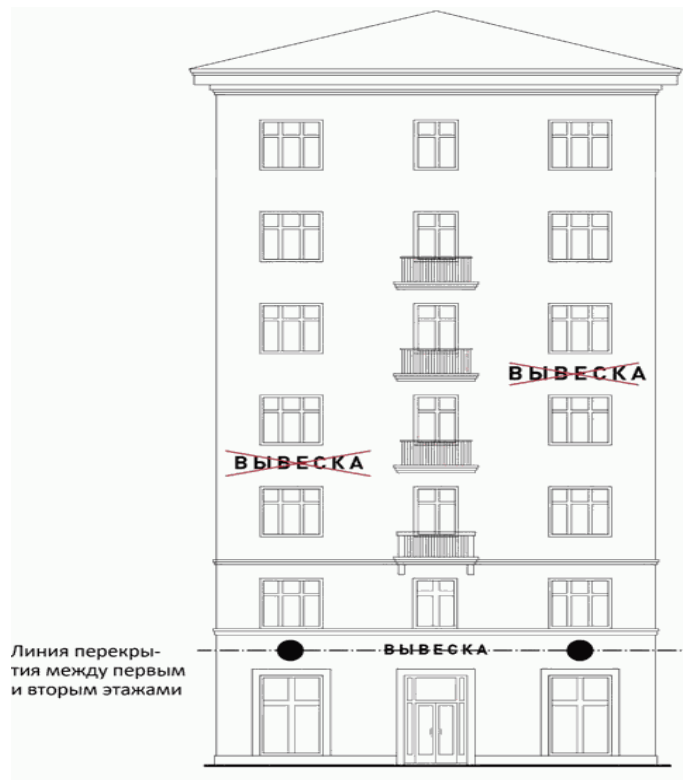 ВЫВЕСКА
ВЫВЕСКА
ВЫВЕСКА
Линия перекры-
тия между первым
и вторым этажами